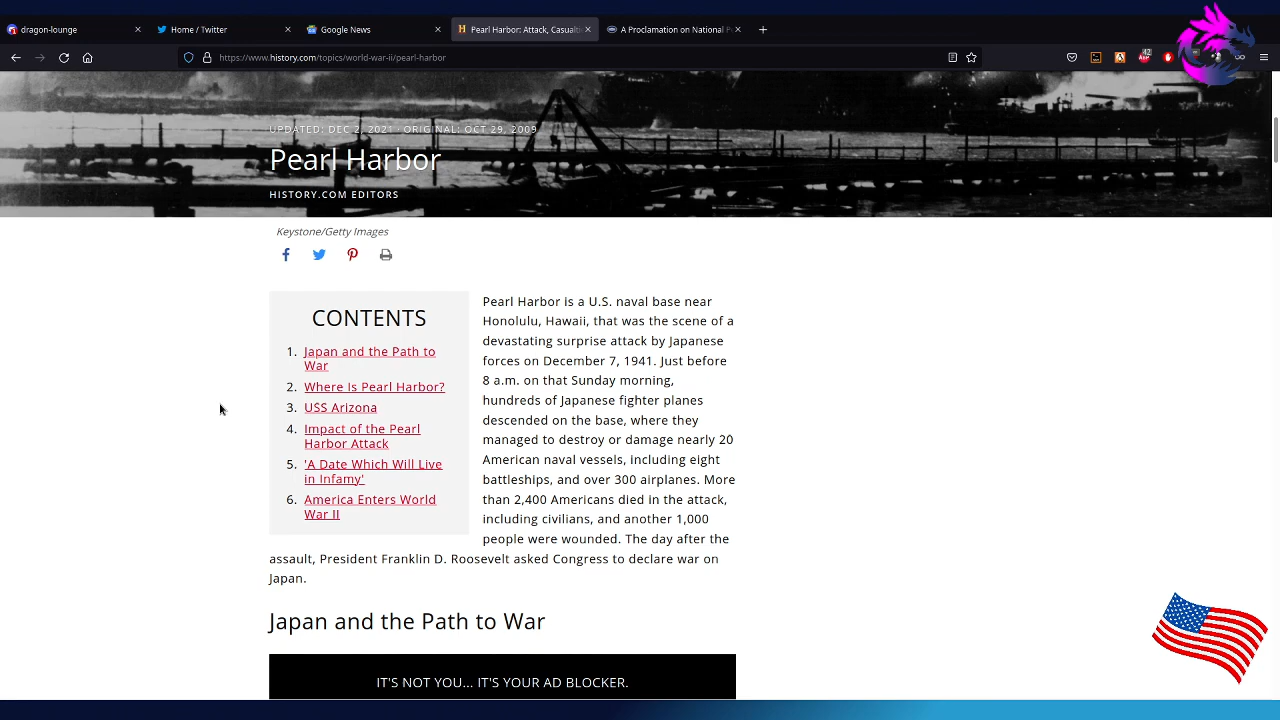 dragon-lounge
Home / Twitter
Google News
Pearl Harbor: Attack, Casualti
A Proclamation on National P
https://www.history.com/topics/world-war-ii/pearl-harbor
42
UPDATED: DEC 2, 2021 · ORIGINAL: OCT 29, 2009
Pearl Harbor
HISTORY.COM EDITORS
Keystone/Getty Images
CONTENTS
1. Japan and the Path to
War
2. Where Is Pearl Harbor?
3. USS Arizona
4. Impact of the Pearl
Harbor Attack
5. 'A Date Which Will Live
in Infamy'
6. America Enters World
War II
Pearl Harbor is a U.S. naval base near
Honolulu, Hawaii, that was the scene of a
devastating surprise attack by Japanese
forces on December 7, 1941. Just before
8 a.m. on that Sunday morning,
hundreds of Japanese fighter planes
descended on the base, where they
managed to destroy or damage nearly 20
American naval vessels, including eight
battleships, and over 300 airplanes. More
than 2,400 Americans died in the attack,
including civilians, and another 1,000
people were wounded. The day after the
assault, President Franklin D. Roosevelt asked Congress to declare war on
Japan.
Japan and the Path to War
IT'S NOT YOU... IT'S YOUR AD BLOCKER.